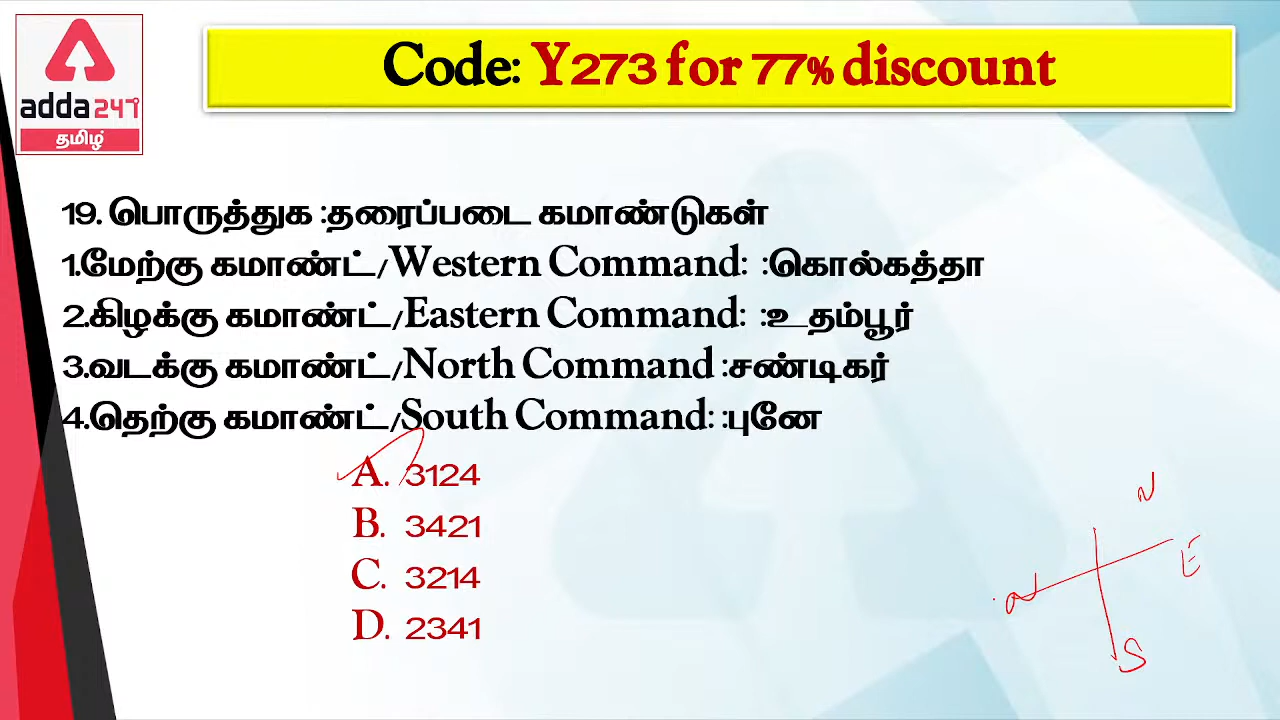 adda247
தமிழ்
Code: Y273 for 77% discount
19. பொருத்துக :தரைப்படை கமாண்டுகள்
1.மேற்கு கமாண்ட்/Western Command: :கொல்கத்தா
2.கிழக்கு கமாண்ட்/Eastern Command: :உதம்பூர்
3.வடக்கு கமாண்ட்/North Command :சண்டிகர்
4.தெற்கு கமாண்ட்/South Command: :புனே
A. 3124
B. 3421
C. 3214
D. 2341
N
E
S